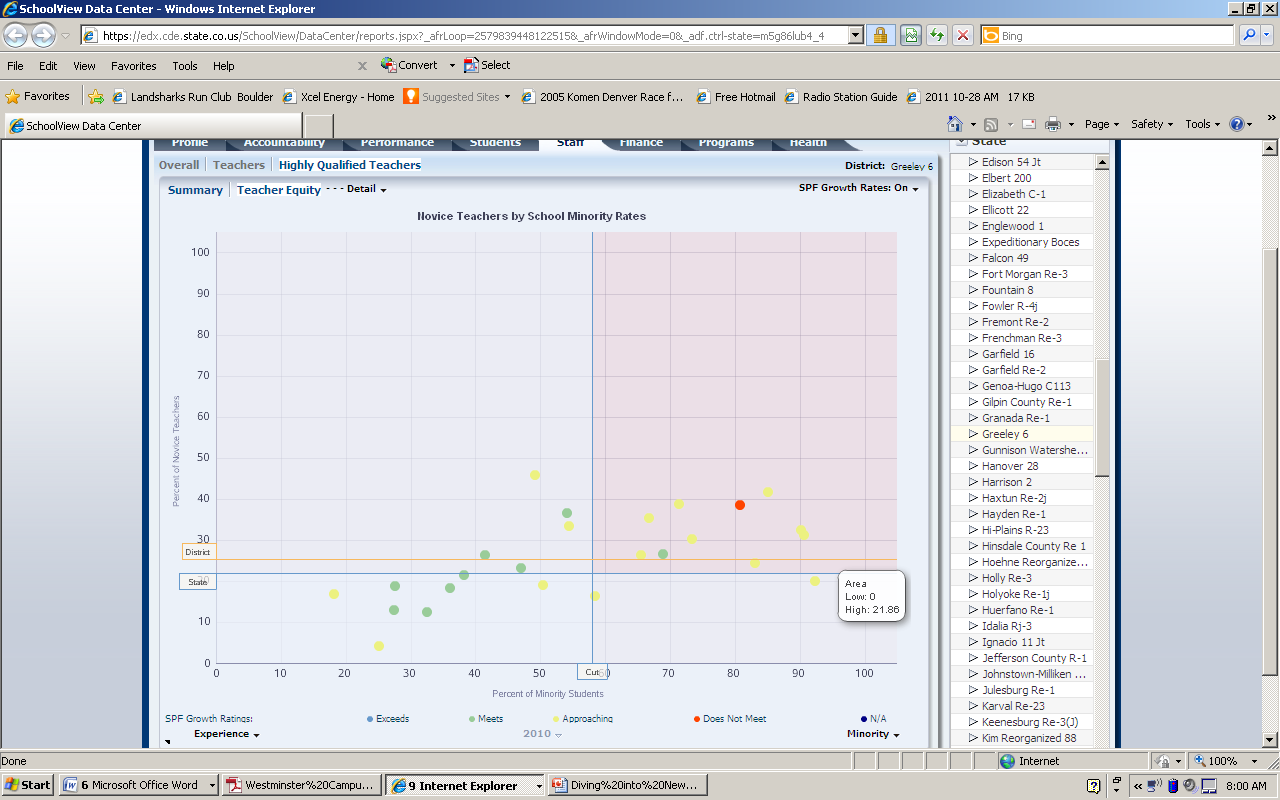 SchoolView Data Center - Windows Internet Explorer
https://edx.cde.state.co.us/SchoolView/DataCenter/reports.jspx?_afrLoop=2579839448122515&_afrWindowMode=0&_adf.ctrl-state=m5g86lub4_4
Bing
File Edit View Favorites Tools Help
x Convert Select
Favorites
Landsharks Run Club Boulder
Xcel Energy - Home
Suggested Sites
2005 Komen Denver Race f...
Free Hotmail
Radio Station Guide
2011 10-28 AM 17 KB
SchoolView Data Center
Page Safety Tools
Profile Accountability Performance Students Staff Finance Programs Health
Overall Teachers Highly Qualified Teachers
District: Greeley 6
Summary Teacher Equity - - - Detail
SPF Growth Rates: On
Novice Teachers by School Minority Rates
Percent of Novice Teachers
100
90
80
70
60
50
40
30
District
20
State
10
0
0 10 20 30 40 50 60 70 80 90 100
Cut
Area
Low: 0
High: 21.86
Percent of Minority Students
SPF Growth Ratings: Exceeds Meets Approaching Does Not Meet N/A
Experience 2010 Minority
State
Edison 54 Jt
Elbert 200
Elizabeth C-1
Ellicott 22
Englewood 1
Expeditionary Boces
Falcon 49
Fort Morgan Re-3
Fountain 8
Fowler R-4j
Fremont Re-2
Frenchman Re-3
Garfield 16
Garfield Re-2
Genoa-Hugo C113
Gilpin County Re-1
Granada Re-1
Greeley 6
Gunnison Watershe...
Hanover 28
Harrison 2
Haxtun Re-2j
Hayden Re-1
Hi-Plains R-23
Hinsdale County Re 1
Hoehne Reorganize...
Holly Re-3
Holyoke Re-1j
Huerfano Re-1
Idalia Rj-3
Ignacio 11 Jt
Jefferson County R-1
Johnstown-Milliken ...
Julesburg Re-1
Karval Re-23
Keenesburg Re-3(J)
Kim Reorganized 88
Done
Internet
100%
Start
6 Microsoft Office Word
Westminster%20Campu...
9 Internet Explorer
Diving%20into%20New...
8:00 AM